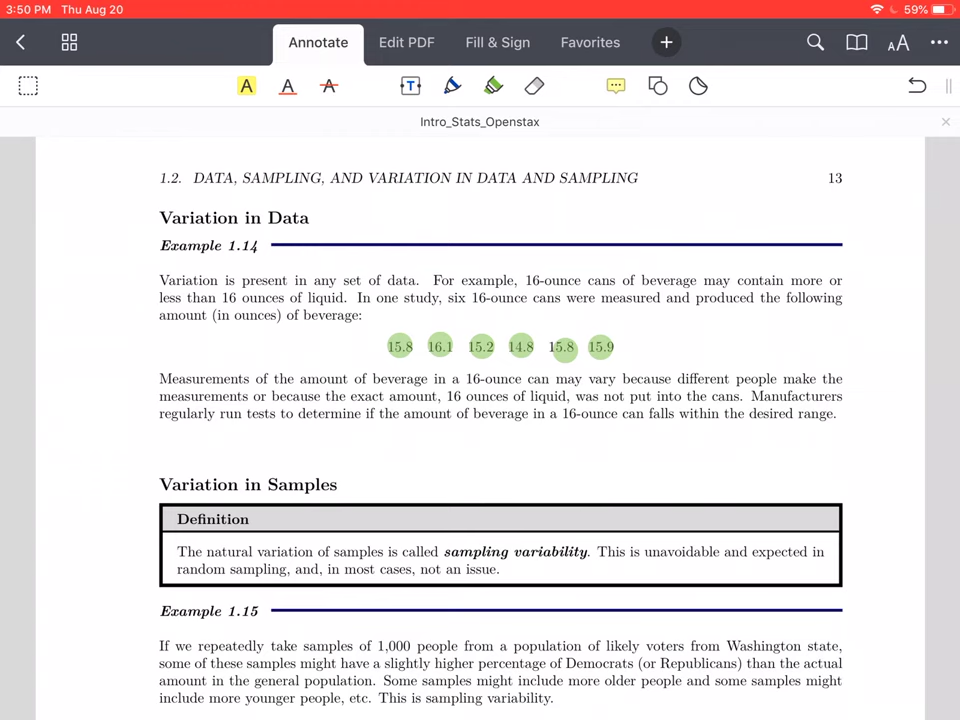 3:50 PM Thu Aug 20 59%
Annotate Edit PDF Fill & Sign Favorites + AA
A A A T
Intro_Stats_Openstax
1.2. DATA, SAMPLING, AND VARIATION IN DATA AND SAMPLING 13
Variation in Data
Example 1.14
Variation is present in any set of data. For example, 16-ounce cans of beverage may contain more or
less than 16 ounces of liquid. In one study, six 16-ounce cans were measured and produced the following
amount (in ounces) of beverage:
15.8 16.1 15.2 14.8 15.8 15.9
Measurements of the amount of beverage in a 16-ounce can may vary because different people make the
measurements or because the exact amount, 16 ounces of liquid, was not put into the cans. Manufacturers
regularly run tests to determine if the amount of beverage in a 16-ounce can falls within the desired range.
Variation in Samples
Definition
The natural variation of samples is called sampling variability. This is unavoidable and expected in
random sampling, and, in most cases, not an issue.
Example 1.15
If we repeatedly take samples of 1,000 people from a population of likely voters from Washington state,
some of these samples might have a slightly higher percentage of Democrats (or Republicans) than the actual
amount in the general population. Some samples might include more older people and some samples might
include more younger people, etc. This is sampling variability.